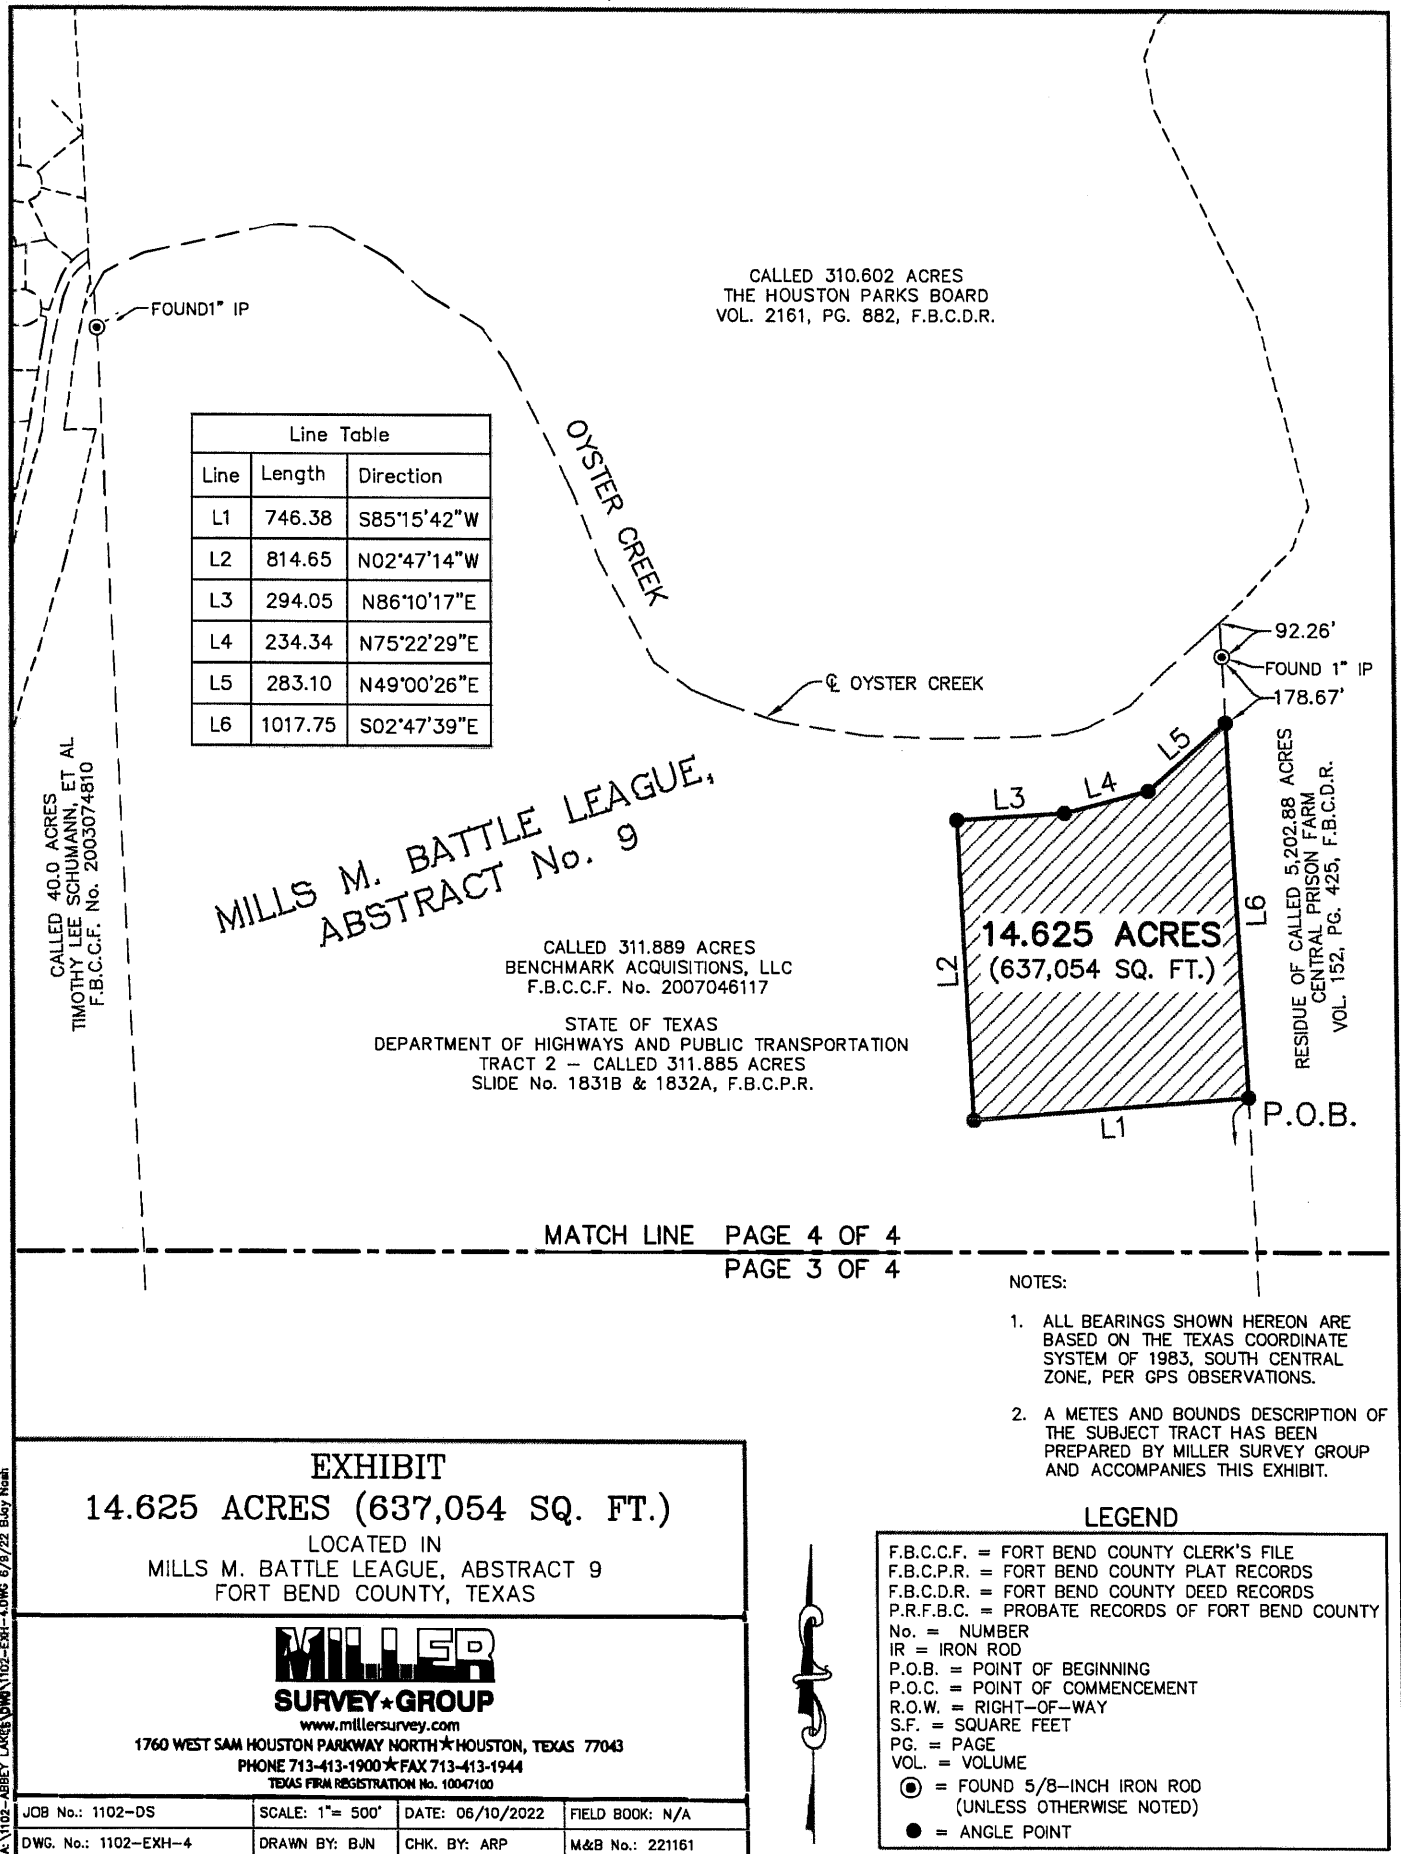 CALLED 310.602 ACRES
THE HOUSTON PARKS BOARD
VOL. 2161, PG. 882, F.B.C.D.R.
FOUND1" IP
Line Table
Line Length Direction
L1 746.38 S85°15'42"W
L2 814.65 N02°47'14"W
L3 294.05 N86°10'17"E
L4 234.34 N75°22'29"E
L5 283.10 N49°00'26"E
L6 1017.75 S02°47'39"E
OYSTER CREEK
℄ OYSTER CREEK
92.26'
FOUND 1" IP
178.67'
CALLED 40.0 ACRES
TIMOTHY LEE SCHUMANN, ET AL
F.B.C.C.F. No. 2003074810
MILLS M. BATTLE LEAGUE,
ABSTRACT No. 9
CALLED 311.889 ACRES
BENCHMARK ACQUISITIONS, LLC
F.B.C.C.F. No. 2007046117
STATE OF TEXAS
DEPARTMENT OF HIGHWAYS AND PUBLIC TRANSPORTATION
TRACT 2 – CALLED 311.885 ACRES
SLIDE No. 1831B & 1832A, F.B.C.P.R.
L3
L4
L5
L2
L6
L1
14.625 ACRES
(637,054 SQ. FT.)
RESIDUE OF CALLED 5,202.88 ACRES
CENTRAL PRISON FARM
VOL. 152, PG. 425, F.B.C.D.R.
P.O.B.
MATCH LINE PAGE 4 OF 4
PAGE 3 OF 4
NOTES:
1. ALL BEARINGS SHOWN HEREON ARE
BASED ON THE TEXAS COORDINATE
SYSTEM OF 1983, SOUTH CENTRAL
ZONE, PER GPS OBSERVATIONS.
2. A METES AND BOUNDS DESCRIPTION OF
THE SUBJECT TRACT HAS BEEN
PREPARED BY MILLER SURVEY GROUP
AND ACCOMPANIES THIS EXHIBIT.
EXHIBIT
14.625 ACRES (637,054 SQ. FT.)
LOCATED IN
MILLS M. BATTLE LEAGUE, ABSTRACT 9
FORT BEND COUNTY, TEXAS
MILLER
SURVEY★GROUP
www.millersurvey.com
1760 WEST SAM HOUSTON PARKWAY NORTH★HOUSTON, TEXAS 77043
PHONE 713-413-1900★FAX 713-413-1944
TEXAS FIRM REGISTRATION No. 10047100
JOB No.: 1102-DS SCALE: 1"= 500' DATE: 06/10/2022 FIELD BOOK: N/A
DWG. No.: 1102-EXH-4 DRAWN BY: BJN CHK. BY: ARP M&B No.: 221161
LEGEND
F.B.C.C.F. = FORT BEND COUNTY CLERK'S FILE
F.B.C.P.R. = FORT BEND COUNTY PLAT RECORDS
F.B.C.D.R. = FORT BEND COUNTY DEED RECORDS
P.R.F.B.C. = PROBATE RECORDS OF FORT BEND COUNTY
No. = NUMBER
IR = IRON ROD
P.O.B. = POINT OF BEGINNING
P.O.C. = POINT OF COMMENCEMENT
R.O.W. = RIGHT-OF-WAY
S.F. = SQUARE FEET
PG. = PAGE
VOL. = VOLUME
= FOUND 5/8-INCH IRON ROD
(UNLESS OTHERWISE NOTED)
= ANGLE POINT